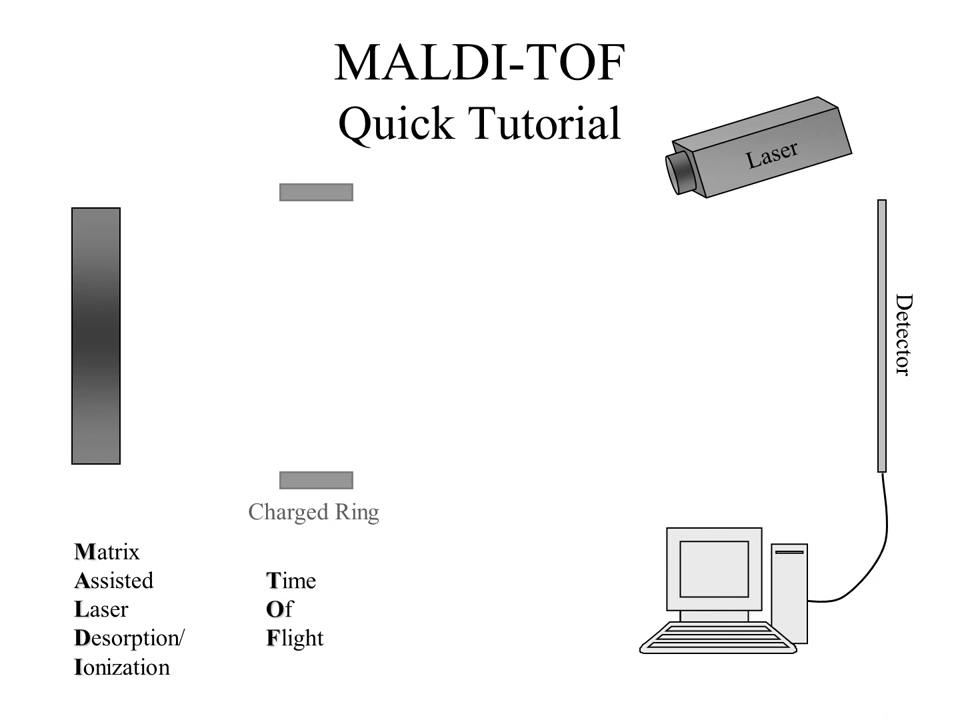 MALDI-TOF
Quick Tutorial
Laser
Detector
Charged Ring
Matrix
Assisted
Laser
Desorption/
Ionization
Time
Of
Flight